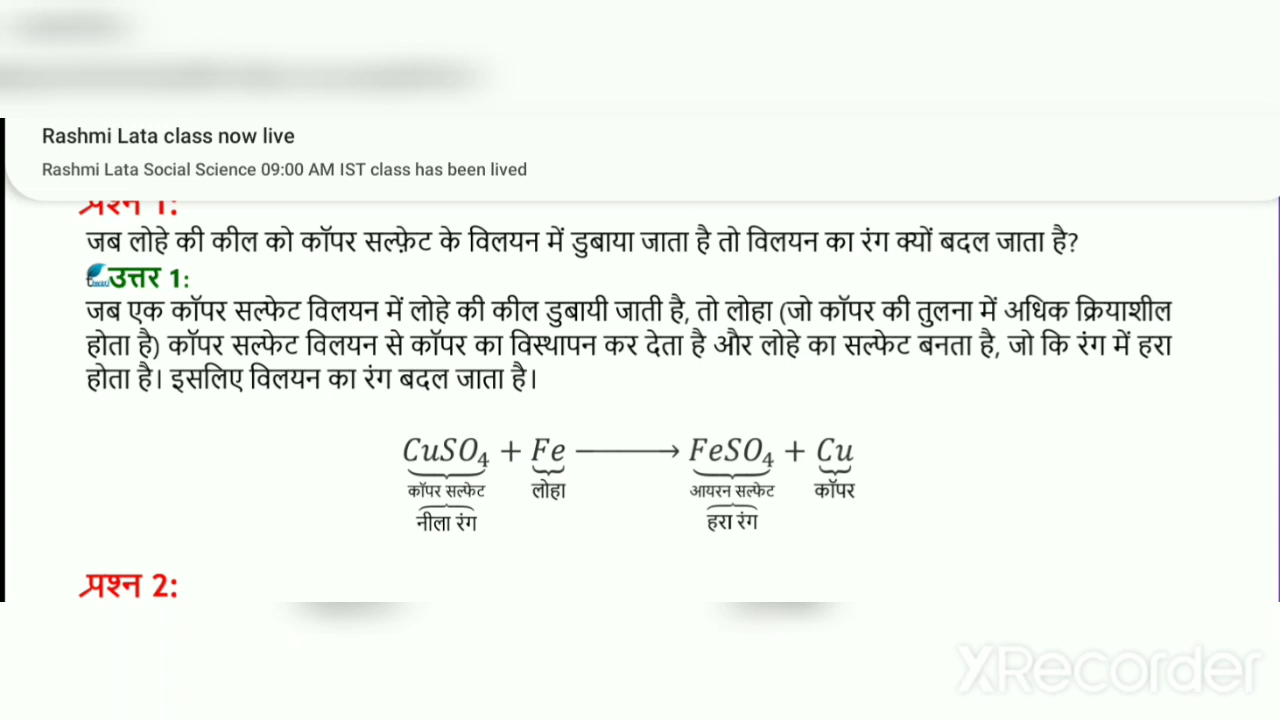 Rashmi Lata class now live
Rashmi Lata Social Science 09:00 AM IST class has been lived
प्रश्न 1:
जब लोहे की कील को कॉपर सल्फ़ेट के विलयन में डुबाया जाता है तो विलयन का रंग क्यों बदल जाता है?
उत्तर 1:
जब एक कॉपर सल्फेट विलयन में लोहे की कील डुबायी जाती है, तो लोहा (जो कॉपर की तुलना में अधिक क्रियाशील
होता है) कॉपर सल्फेट विलयन से कॉपर का विस्थापन कर देता है और लोहे का सल्फेट बनता है, जो कि रंग में हरा
होता है। इसलिए विलयन का रंग बदल जाता है।
CuSO₄ + Fe ⟶ FeSO₄ + Cu
कॉपर सल्फेट लोहा आयरन सल्फेट कॉपर
नीला रंग हरा रंग
प्रश्न 2:
XRecorder